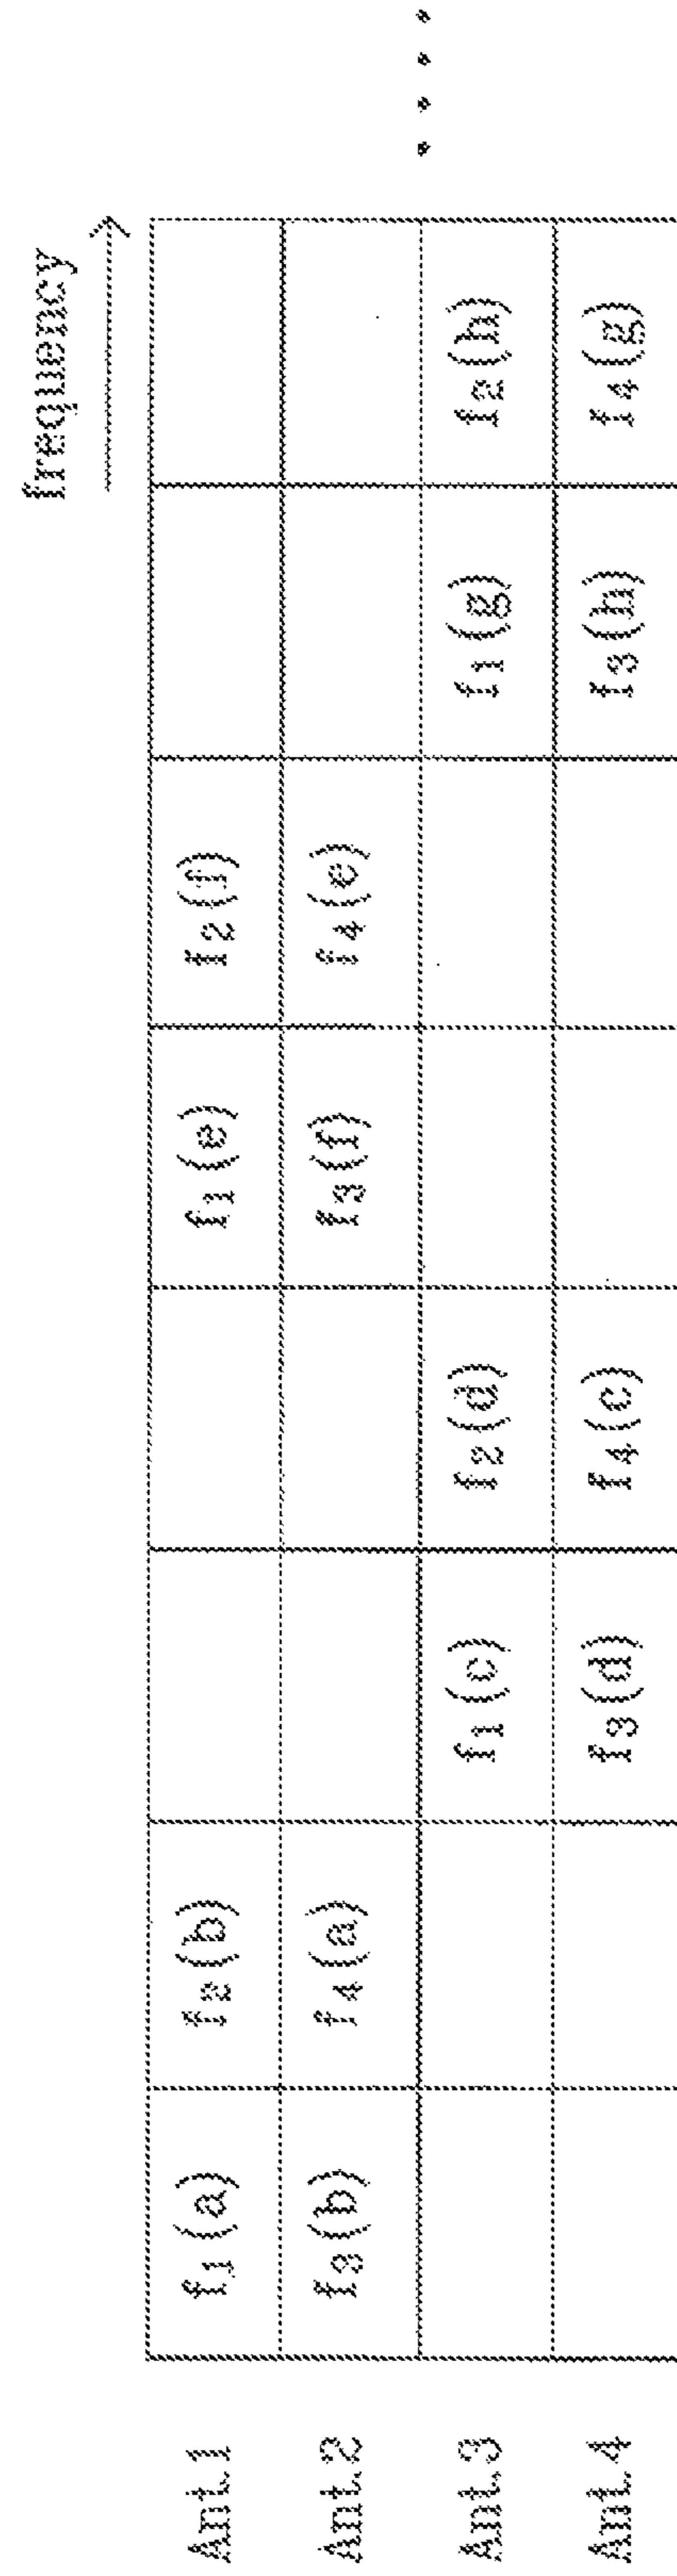 frequency
Ant.1 f1(a) f2(b) f1(e) f2(f)
Ant.2 f3(b) f4(a) f3(f) f4(e)
Ant.3 f1(c) f2(d) f1(g) f2(h)
Ant.4 f3(d) f4(c) f3(h) f4(g)